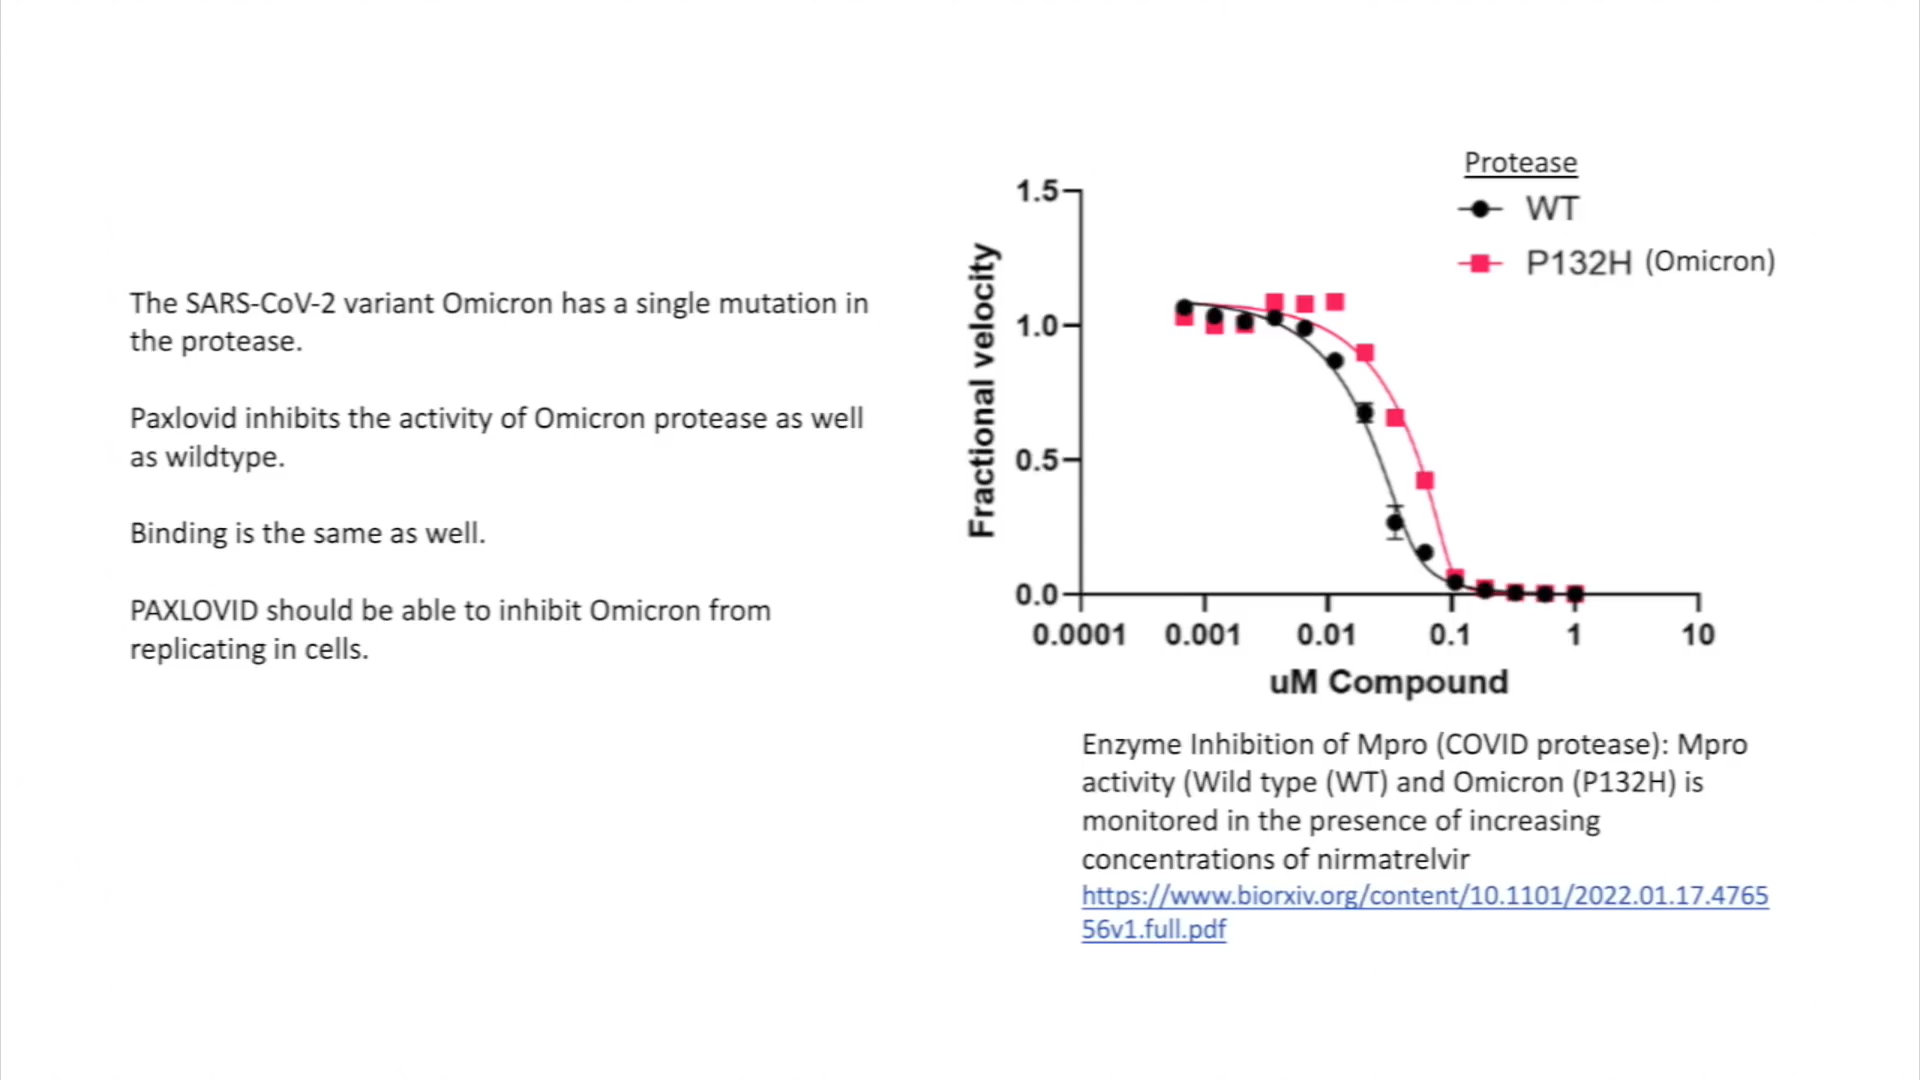 The SARS-CoV-2 variant Omicron has a single mutation in
the protease.
Paxlovid inhibits the activity of Omicron protease as well
as wildtype.
Binding is the same as well.
PAXLOVID should be able to inhibit Omicron from
replicating in cells.
Protease
WT
P132H (Omicron)
Fractional velocity
1.5
1.0
0.5
0.0
0.0001 0.001 0.01 0.1 1 10
uM Compound
Enzyme Inhibition of Mpro (COVID protease): Mpro
activity (Wild type (WT) and Omicron (P132H) is
monitored in the presence of increasing
concentrations of nirmatrelvir
https://www.biorxiv.org/content/10.1101/2022.01.17.4765
56v1.full.pdf